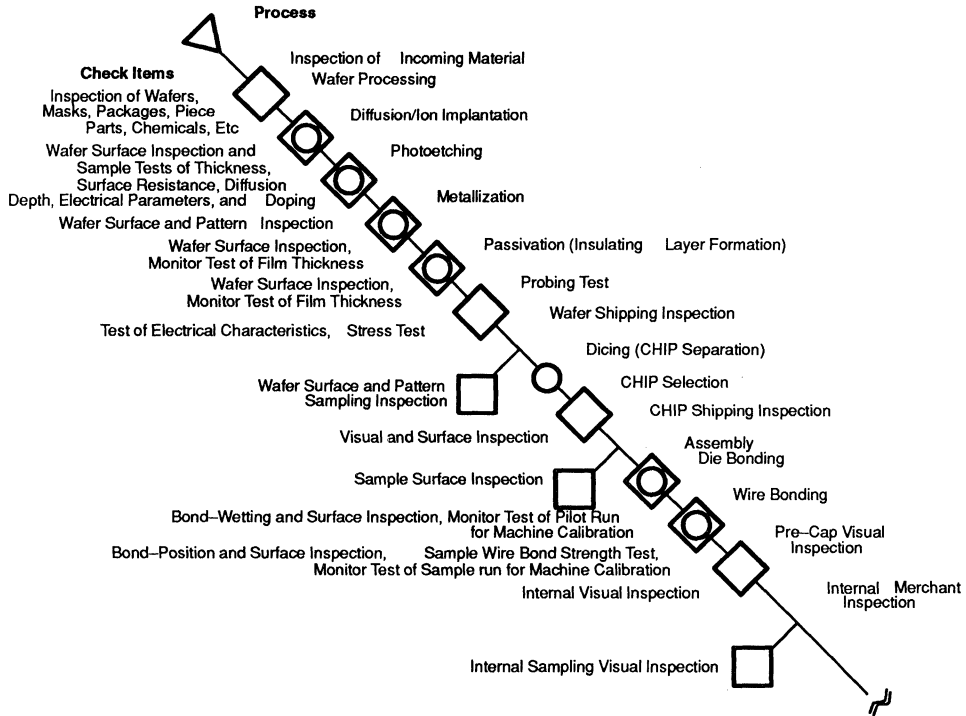 Process
Inspection of Incoming Material
Wafer Processing
Check Items
Inspection of Wafers,
Masks, Packages, Piece
Parts, Chemicals, Etc
Diffusion/Ion Implantation
Wafer Surface Inspection and
Sample Tests of Thickness,
Surface Resistance, Diffusion
Depth, Electrical Parameters, and Doping
Photoetching
Wafer Surface and Pattern Inspection
Metallization
Wafer Surface Inspection,
Monitor Test of Film Thickness
Passivation (Insulating Layer Formation)
Wafer Surface Inspection,
Monitor Test of Film Thickness
Probing Test
Test of Electrical Characteristics, Stress Test
Wafer Shipping Inspection
Wafer Surface and Pattern
Sampling Inspection
Dicing (CHIP Separation)
CHIP Selection
Visual and Surface Inspection
CHIP Shipping Inspection
Sample Surface Inspection
Assembly
Die Bonding
Bond–Wetting and Surface Inspection, Monitor Test of Pilot Run
for Machine Calibration
Wire Bonding
Bond–Position and Surface Inspection, Sample Wire Bond Strength Test,
Monitor Test of Sample run for Machine Calibration
Pre–Cap Visual
Inspection
Internal Visual Inspection
Internal Merchant
Inspection
Internal Sampling Visual Inspection